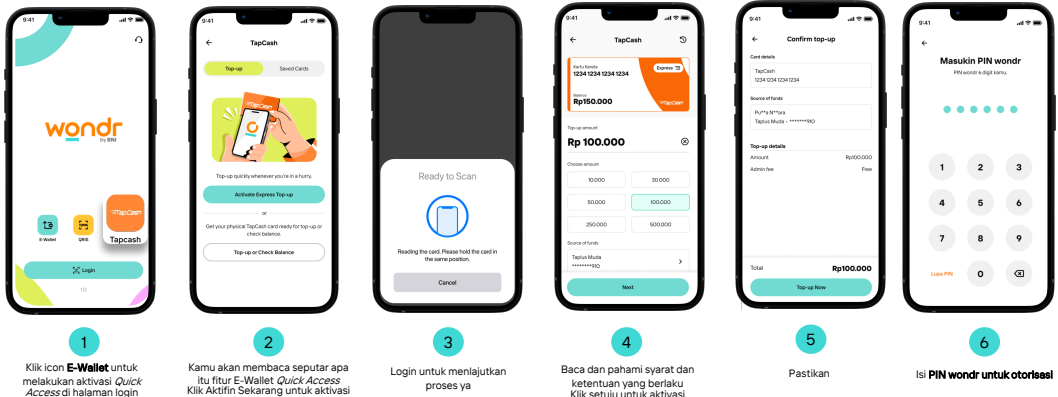 9:41
wondr
by BNI
TapCash
E-Wallet
QRIS
Tapcash
Login
1
Klik icon E-Wallet untuk
melakukan aktivasi Quick
Access di halaman login
9:41
TapCash
Top-up
Saved Cards
Top-up quickly whenever you're in a hurry.
Activate Express Top-up
or
Get your physical TapCash card ready for top-up or
check balance.
Top-up or Check Balance
2
Kamu akan membaca seputar apa
itu fitur E-Wallet Quick Access
Klik Aktifin Sekarang untuk aktivasi
Ready to Scan
Reading the card. Please hold the card in
the same position.
Cancel
3
Login untuk menlajutkan
proses ya
9:41
TapCash
Kartu Kereta
1234 1234 1234 1234
Express
Balance
Rp150.000
TapCash
Top-up amount
Rp 100.000
Choose amount
10.000
30.000
50.000
100.000
250.000
500.000
Source of funds
Taplus Muda
********910
Next
4
Baca dan pahami syarat dan
ketentuan yang berlaku
Klik setuju untuk aktivasi
9:41
Confirm top-up
Card details
TapCash
1234 1234 1234 1234
Source of funds
Pu**a N**ara
Taplus Muda - *******910
Top-up details
Amount
Rp100.000
Admin fee
Free
Total
Rp100.000
Top-up Now
5
Pastikan
9:41
Masukin PIN wondr
PIN wondr 6 digit kamu.
1
2
3
4
5
6
7
8
9
Lupa PIN
0
6
Isi PIN wondr untuk otorisasi